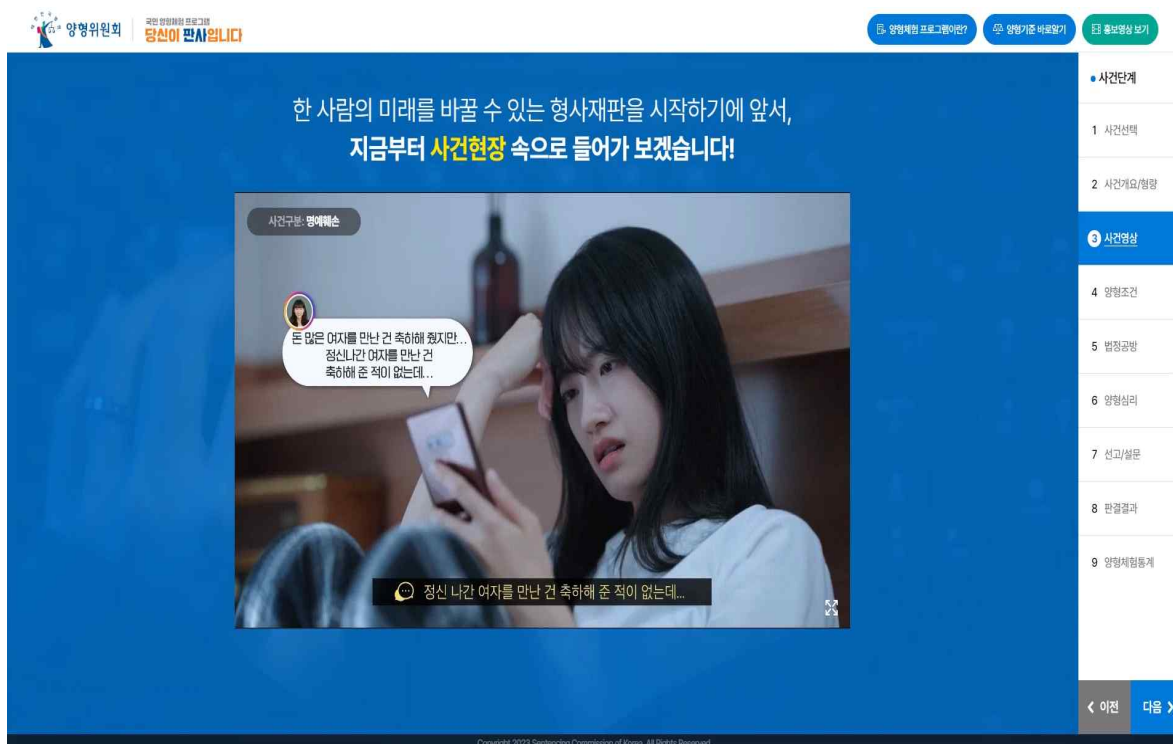 양형위원회
국민 양형체험 프로그램
당신이 판사입니다
양형체험 프로그램이란?
양형기준 바로알기
홍보영상 보기
한 사람의 미래를 바꿀 수 있는 형사재판을 시작하기에 앞서,
지금부터 사건현장 속으로 들어가 보겠습니다!
사건구분: 명예훼손
돈 많은 여자를 만난 건 축하해 줬지만...
정신나간 여자를 만난 건
축하해 준 적이 없는데...
정신 나간 여자를 만난 건 축하해 준 적이 없는데...
사건단계
1 사건선택
2 사건개요/형량
3 사건영상
4 양형조건
5 법정공방
6 양형심리
7 선고/설문
8 판결결과
9 양형체험통계
이전
다음
Copyright 2023 Sentencing Commission of Korea. All Rights Reserved.